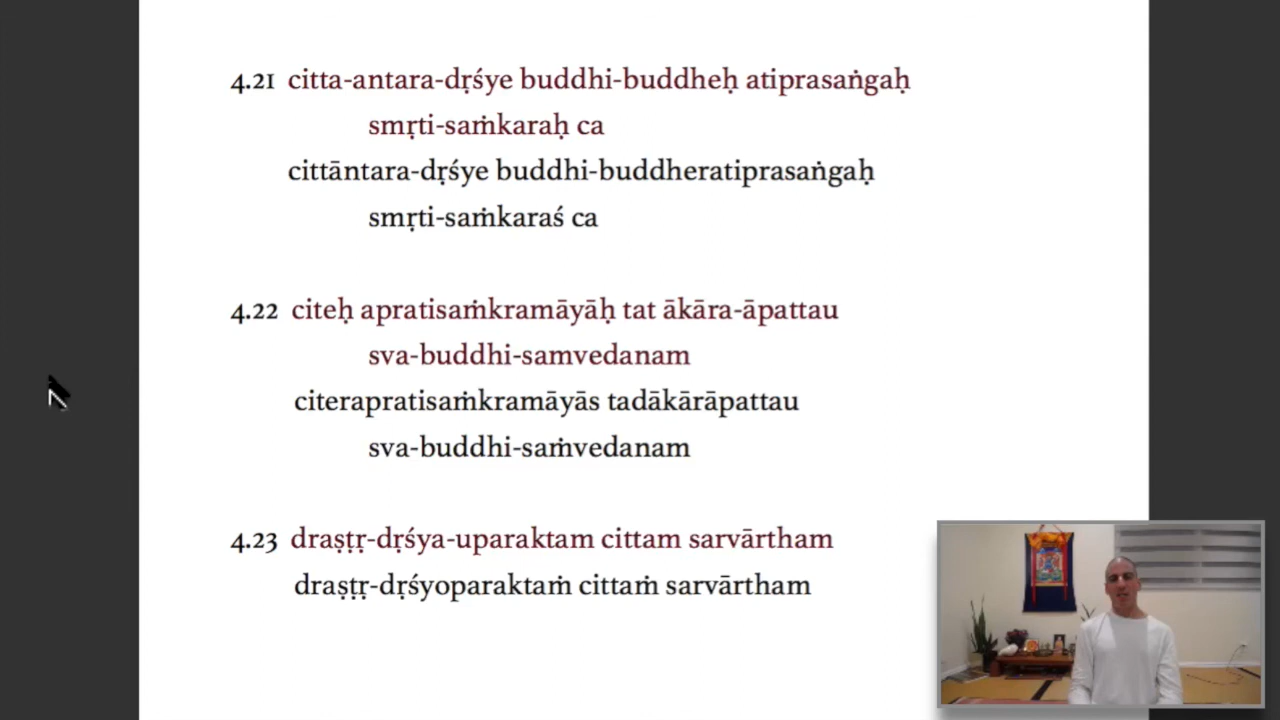 4.21 citta-antara-dṛśye buddhi-buddheḥ atiprasaṅgaḥ
smṛti-saṁkaraḥ ca
cittāntara-dṛśye buddhi-buddheratiprasaṅgaḥ
smṛti-saṁkaraś ca
4.22 citeḥ apratisaṁkramāyāḥ tat ākāra-āpattau
sva-buddhi-samvedanam
citerapratisaṁkramāyās tadākārāpattau
sva-buddhi-saṁvedanam
4.23 draṣṭṛ-dṛśya-uparaktam cittam sarvārtham
draṣṭṛ-dṛśyoparaktaṁ cittaṁ sarvārtham